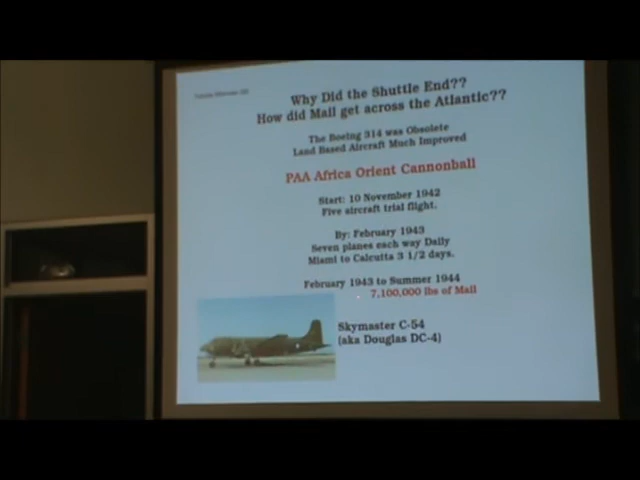 Why Did the Shuttle End??
How did Mail get across the Atlantic??
The Boeing 314 was Obsolete
Land Based Aircraft Much Improved
PAA Africa Orient Cannonball
Start: 10 November 1942
Five aircraft trial flight.
By: February 1943
Seven planes each way Daily
Miami to Calcutta 3 1/2 days.
February 1943 to Summer 1944
7,100,000 lbs of Mail
Skymaster C-54
(aka Douglas DC-4)